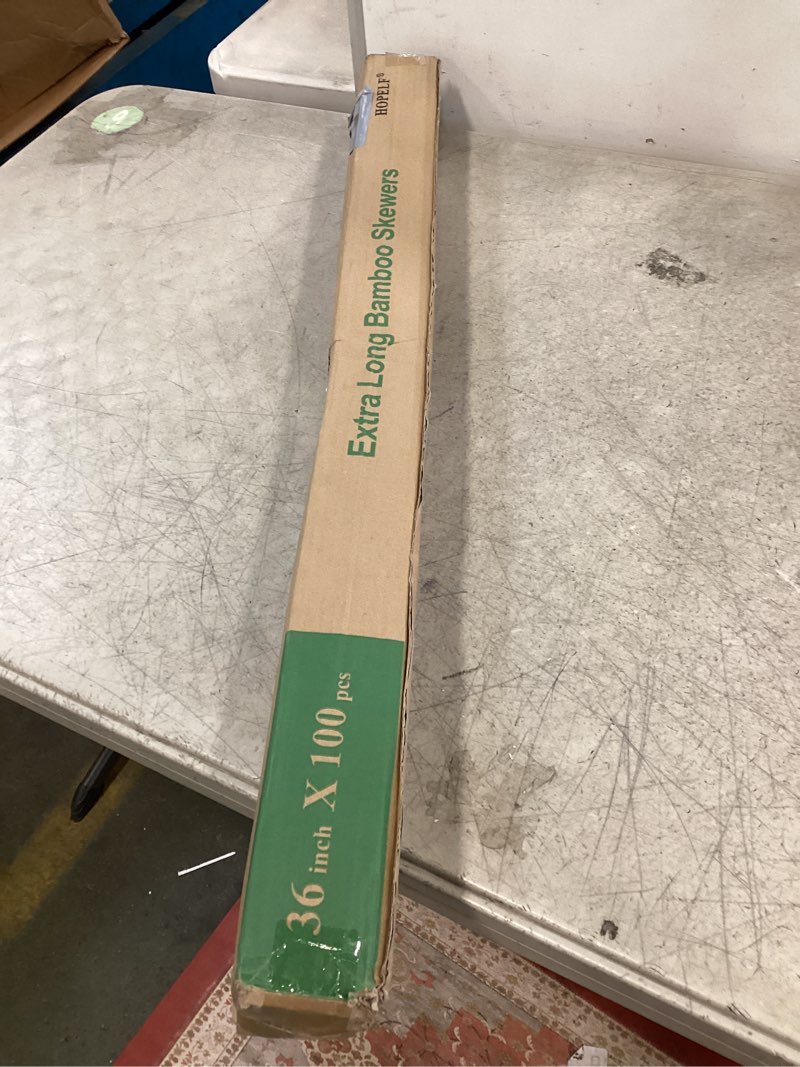 HOPELF®
Extra Long Bamboo Skewers
36 inch X 100 pcs